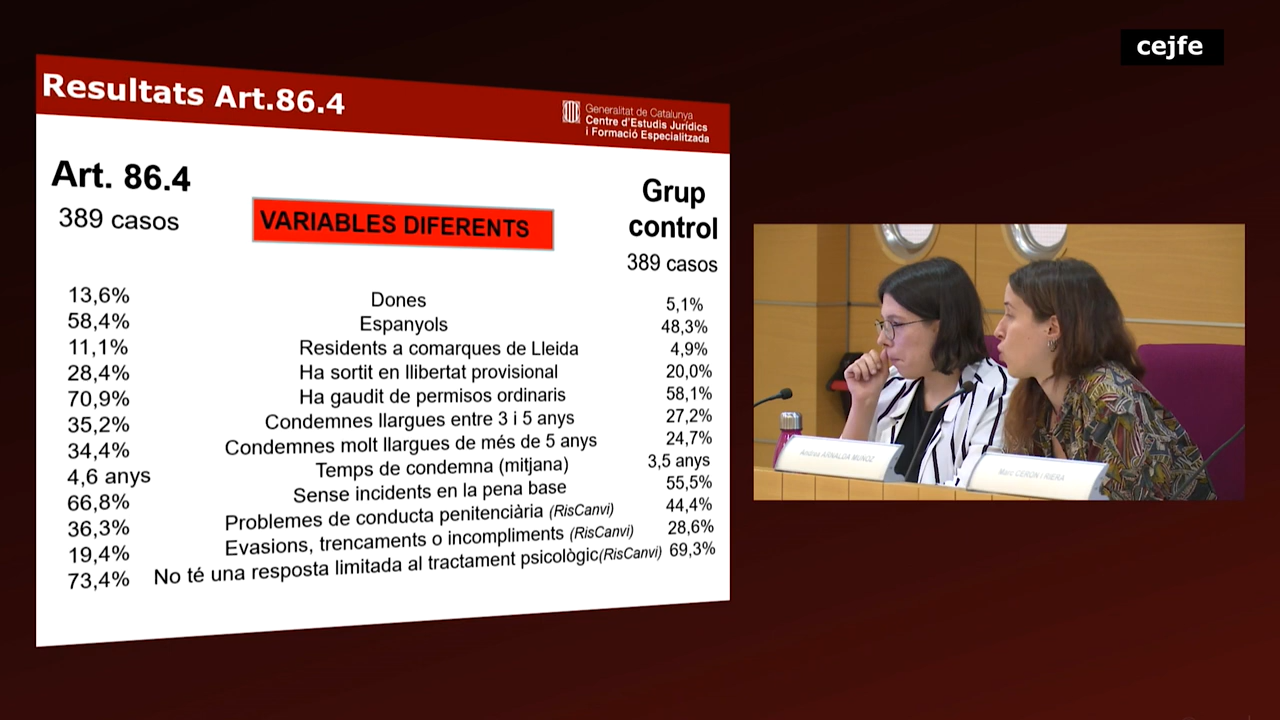 cejfe
Resultats Art.86.4
Generalitat de Catalunya
Centre d'Estudis Jurídics
i Formació Especialitzada
Art. 86.4
389 casos
VARIABLES DIFERENTS
Grup
control
389 casos
13,6% Dones 5,1%
58,4% Espanyols 48,3%
11,1% Residents a comarques de Lleida 4,9%
28,4% Ha sortit en llibertat provisional 20,0%
70,9% Ha gaudit de permisos ordinaris 58,1%
35,2% Condemnes llargues entre 3 i 5 anys 27,2%
34,4% Condemnes molt llargues de més de 5 anys 24,7%
4,6 anys Temps de condemna (mitjana) 3,5 anys
66,8% Sense incidents en la pena base 55,5%
36,3% Problemes de conducta penitenciària (RisCanvi) 44,4%
19,4% Evasions, trencaments o incompliments (RisCanvi) 28,6%
73,4% No té una resposta limitada al tractament psicològic(RisCanvi) 69,3%
Andrea ARNALDA MUÑOZ
Marc CERÓN I RIERA